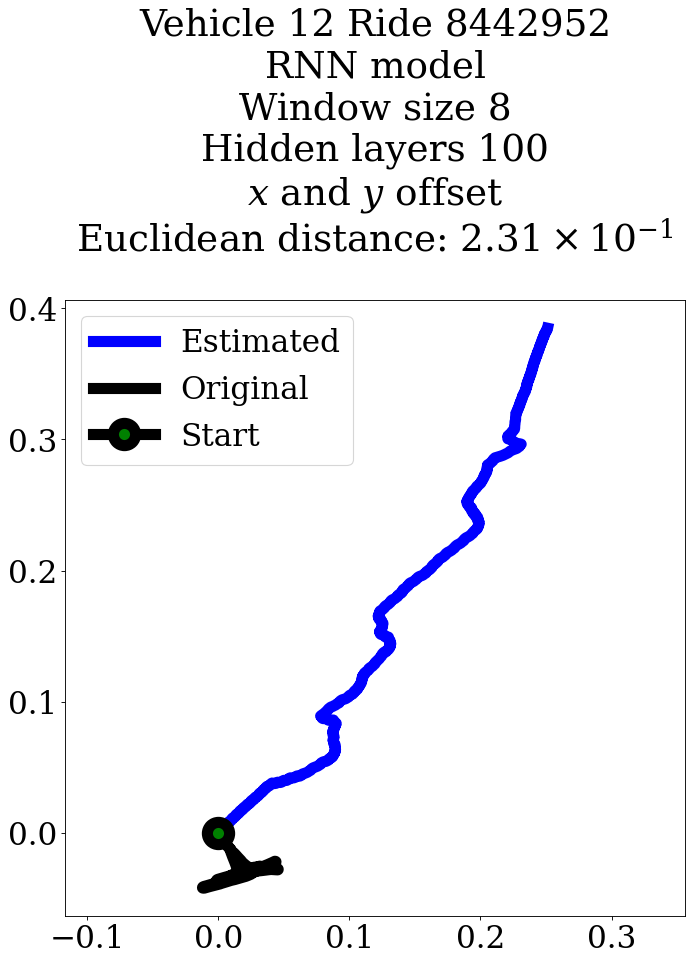 Vehicle 12 Ride 8442952
RNN model
Window size 8
Hidden layers 100
x and y offset
Euclidean distance: 2.31 × 10⁻¹
0.4
0.3
0.2
0.1
0.0
Estimated
Original
Start
−0.1
0.0
0.1
0.2
0.3